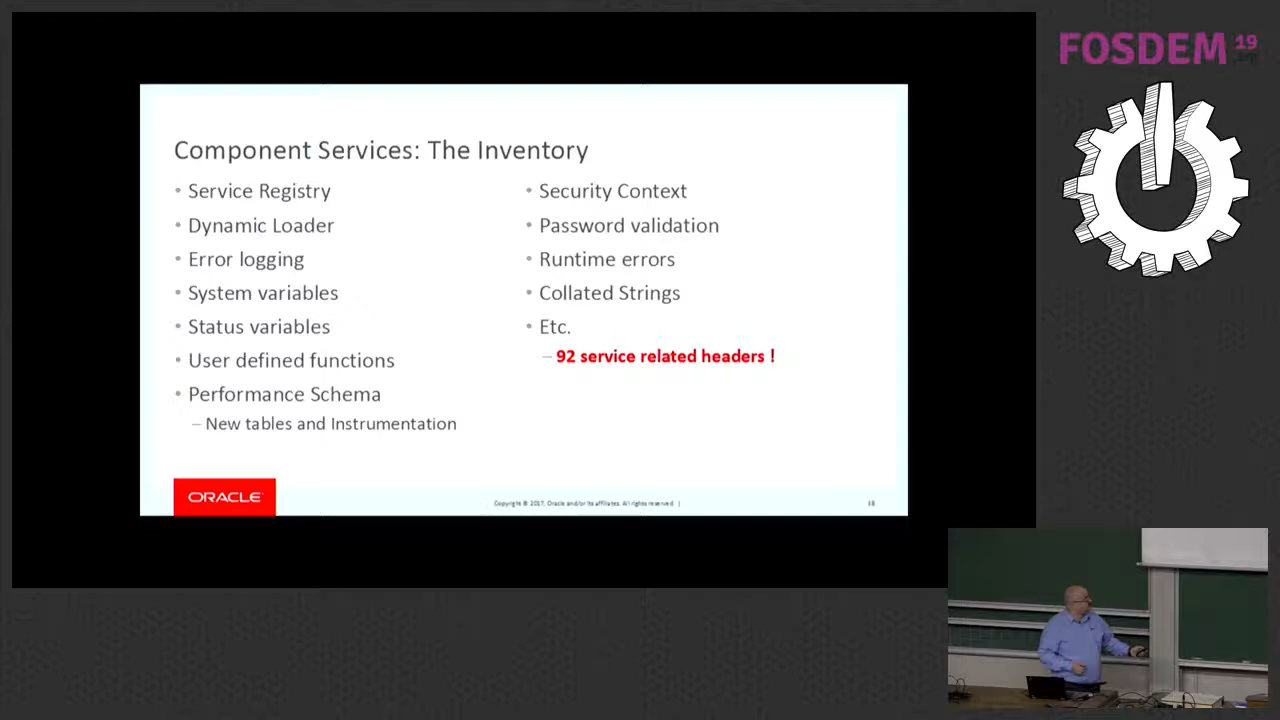 FOSDEM 19
.org
Component Services: The Inventory
• Service Registry
• Dynamic Loader
• Error logging
• System variables
• Status variables
• User defined functions
• Performance Schema
– New tables and Instrumentation
• Security Context
• Password validation
• Runtime errors
• Collated Strings
• Etc.
– 92 service related headers !
ORACLE
Copyright © 2017, Oracle and/or its affiliates. All rights reserved. |
18